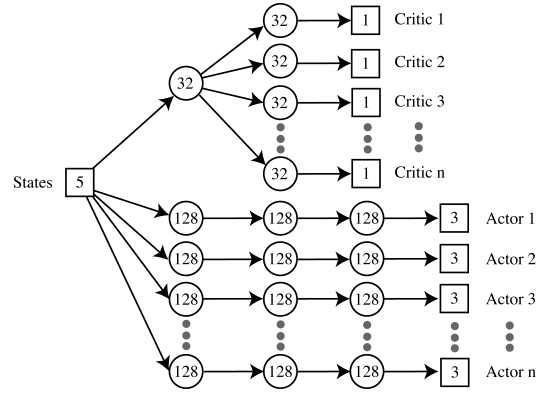 32 1 Critic 1
32 1 Critic 2
32
32 1 Critic 3
32 1 Critic n
States 5
128 128 128 3 Actor 1
128 128 128 3 Actor 2
128 128 128 3 Actor 3
128 128 128 3 Actor n